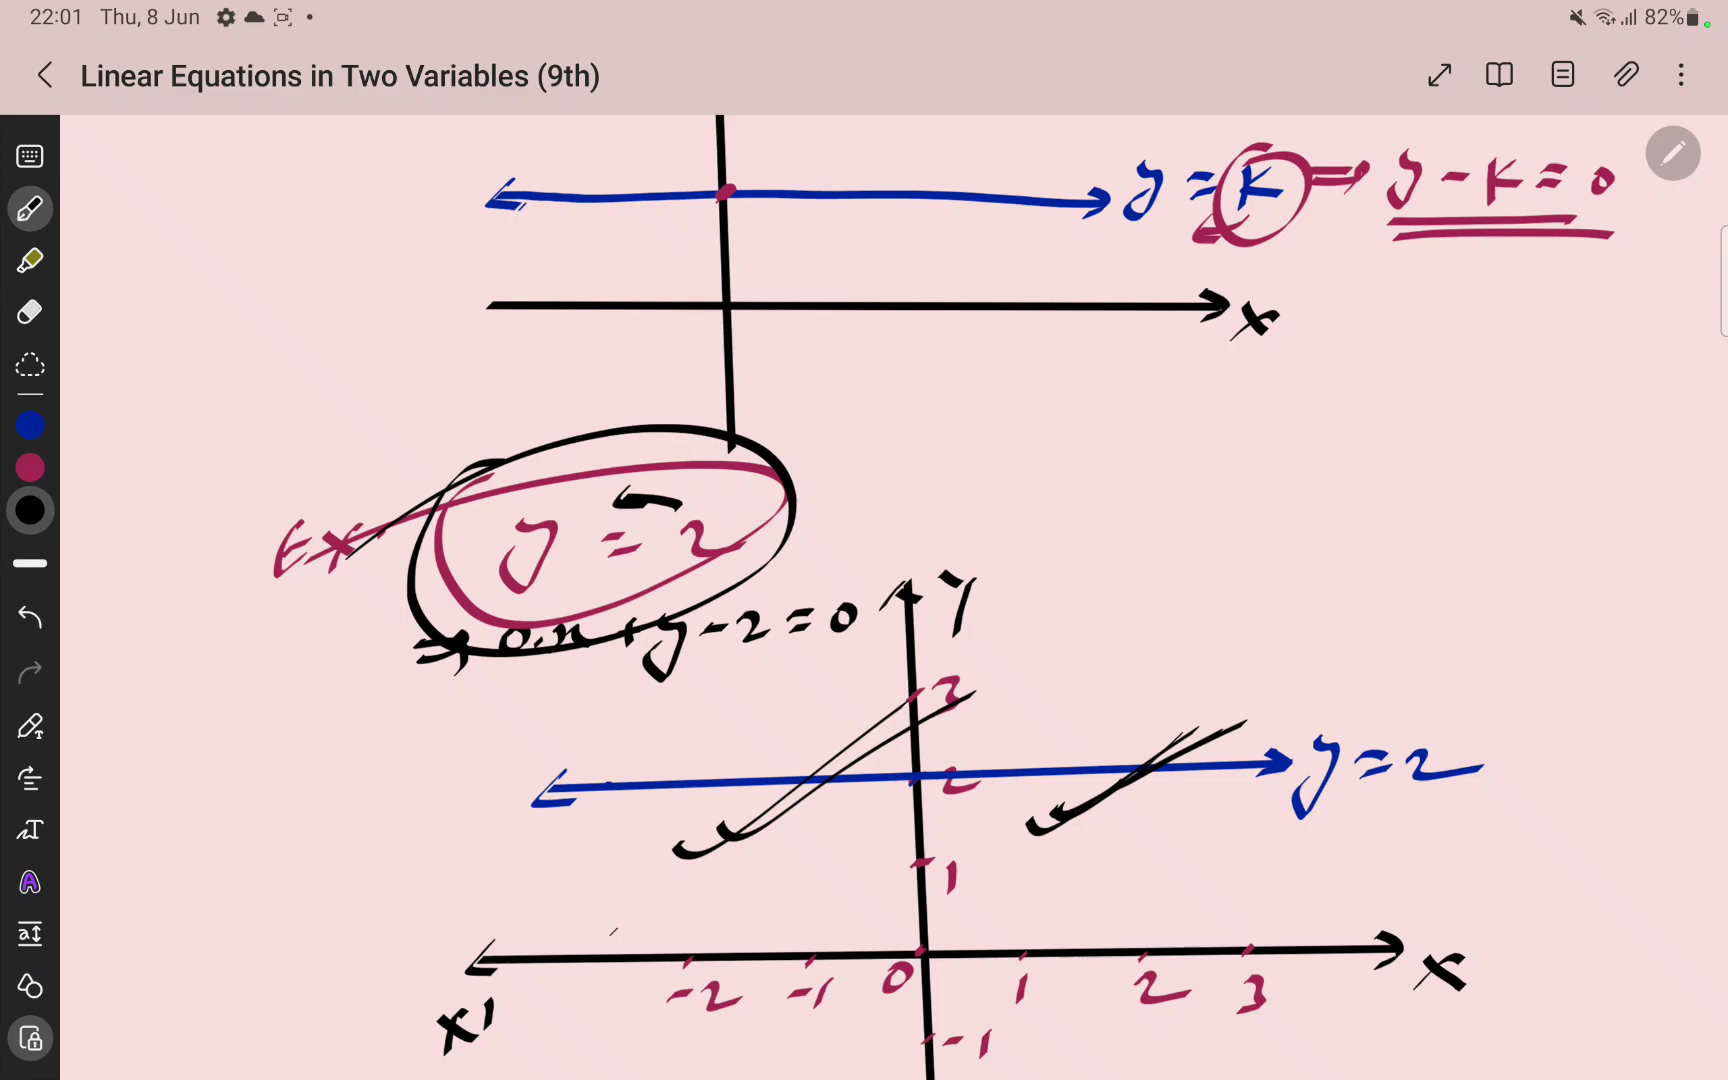 22:01 Thu, 8 Jun 82%
Linear Equations in Two Variables (9th)
y = K ⇒ y - K = 0
X
Ex y = 2
⇒ 0.x + y - 2 = 0
Y
3
2
y = 2
1
X
X'
-2 -1 0 1 2 3
-1